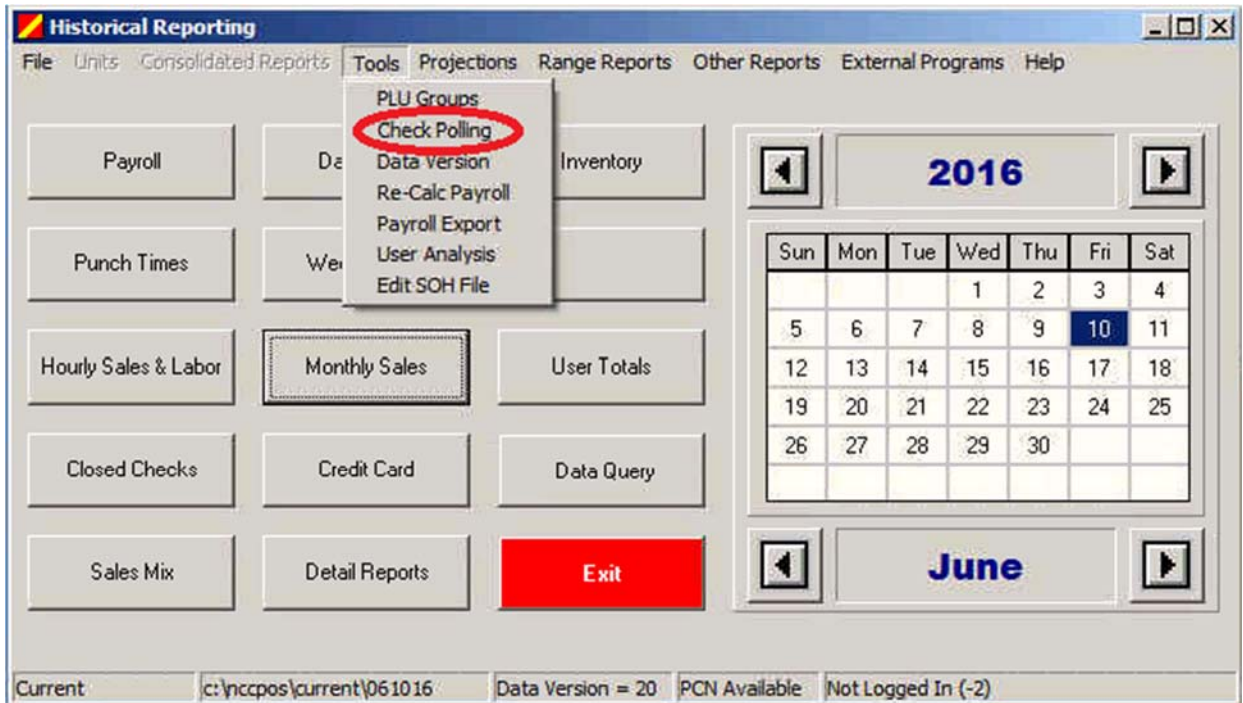 Historical Reporting
File Units Consolidated Reports Tools Projections Range Reports Other Reports External Programs Help
PLU Groups
Check Polling
Data Version
Re-Calc Payroll
Payroll Export
User Analysis
Edit SOH File
Payroll Da Inventory
Punch Times We
Hourly Sales & Labor Monthly Sales User Totals
Closed Checks Credit Card Data Query
Sales Mix Detail Reports Exit
2016
Sun Mon Tue Wed Thu Fri Sat
1 2 3 4
5 6 7 8 9 10 11
12 13 14 15 16 17 18
19 20 21 22 23 24 25
26 27 28 29 30
June
Current c:\nccpos\current\061016 Data Version = 20 PCN Available Not Logged In (-2)